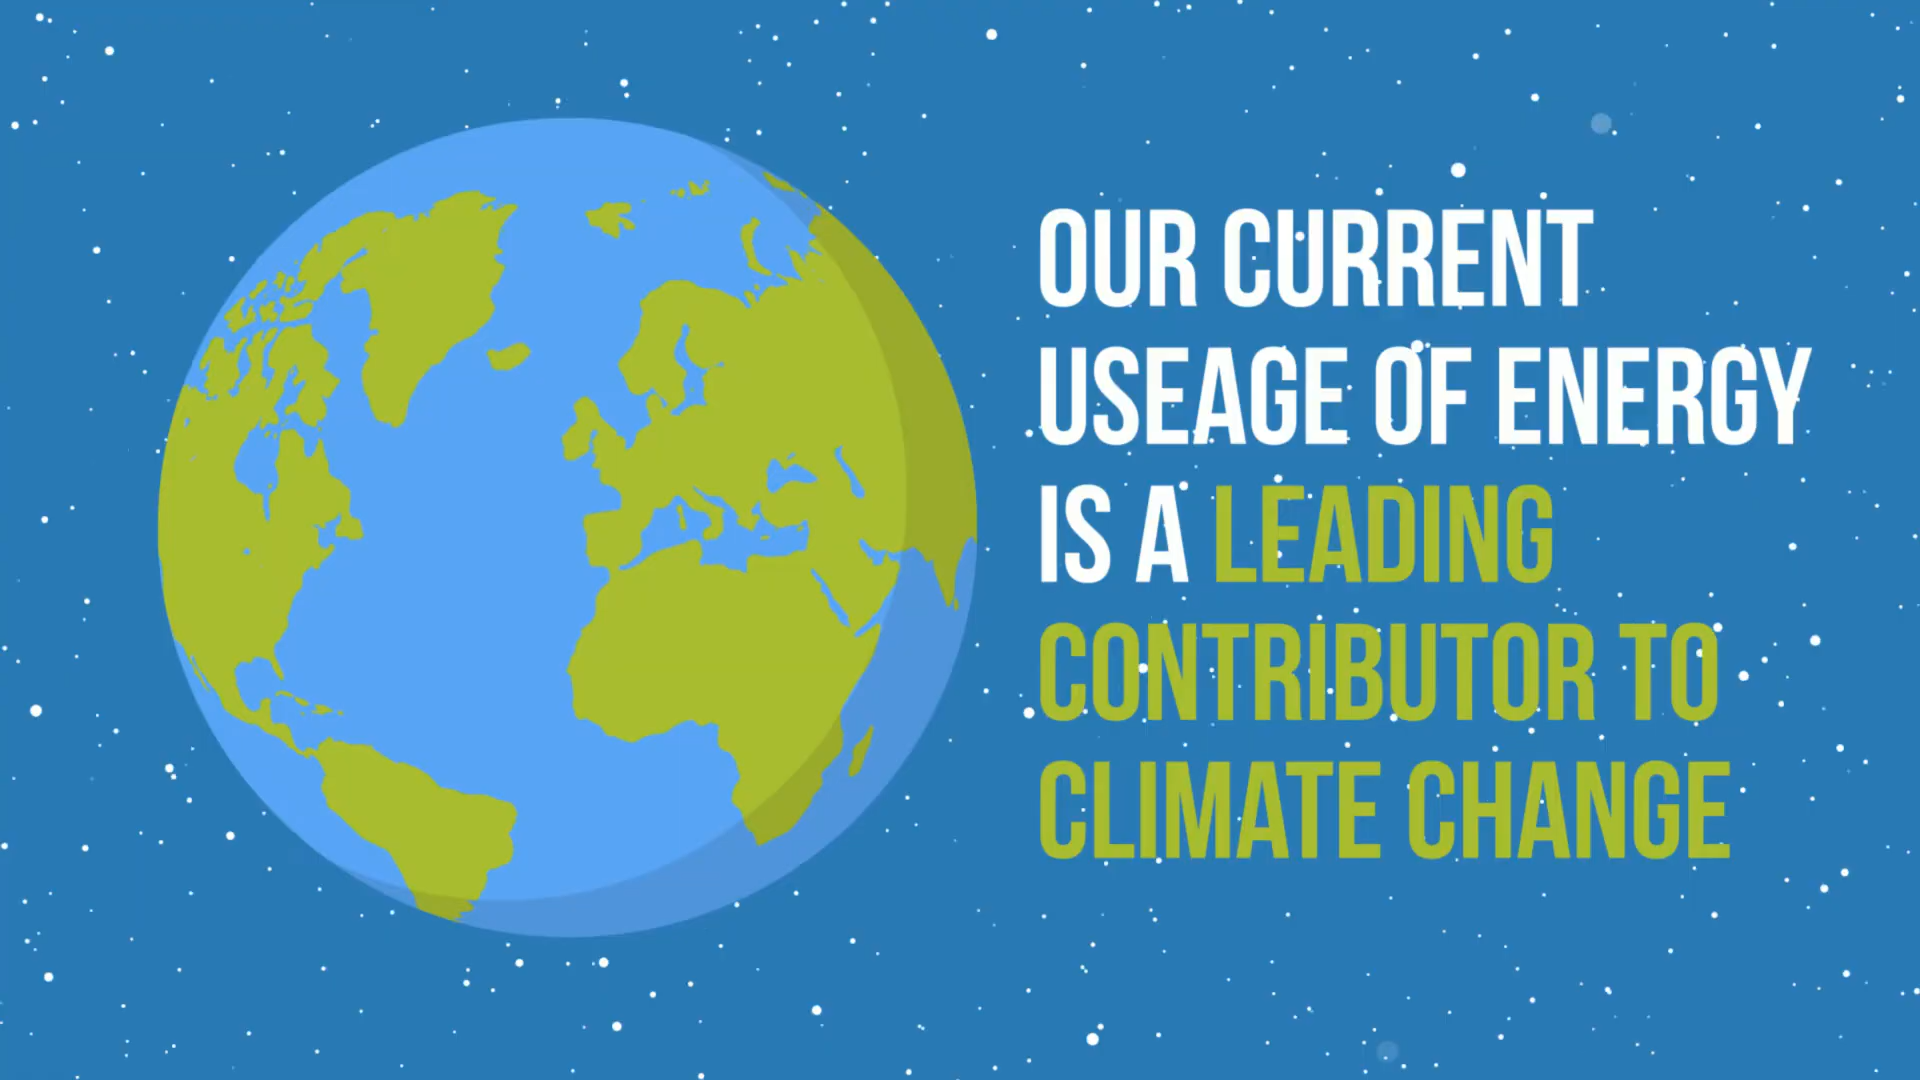 OUR CURRENT
USEAGE OF ENERGY
IS A LEADING
CONTRIBUTOR TO
CLIMATE CHANGE